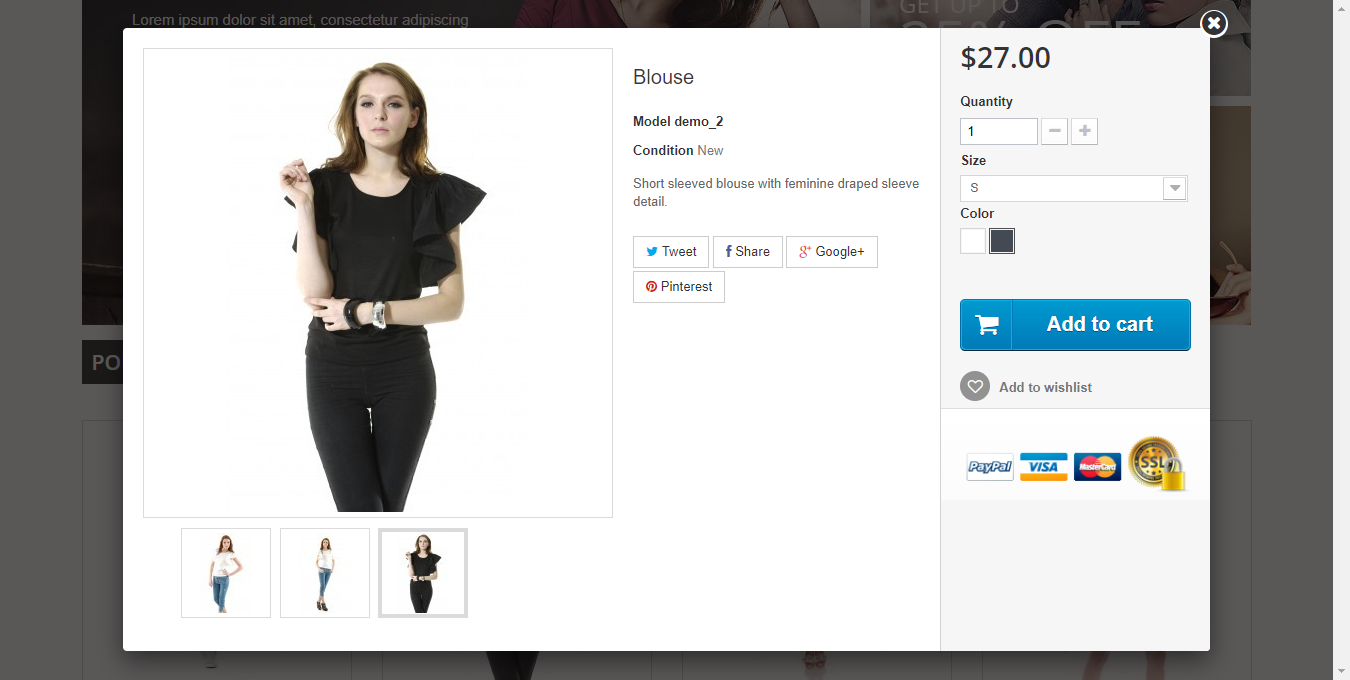 Lorem ipsum dolor sit amet, consectetur adipiscing
GET UP TO
PO
Blouse
Model demo_2
Condition New
Short sleeved blouse with feminine draped sleeve
detail.
Tweet
Share
Google+
Pinterest
$27.00
Quantity
1
Size
S
Color
Add to cart
Add to wishlist
PayPal
VISA
MasterCard
SSL